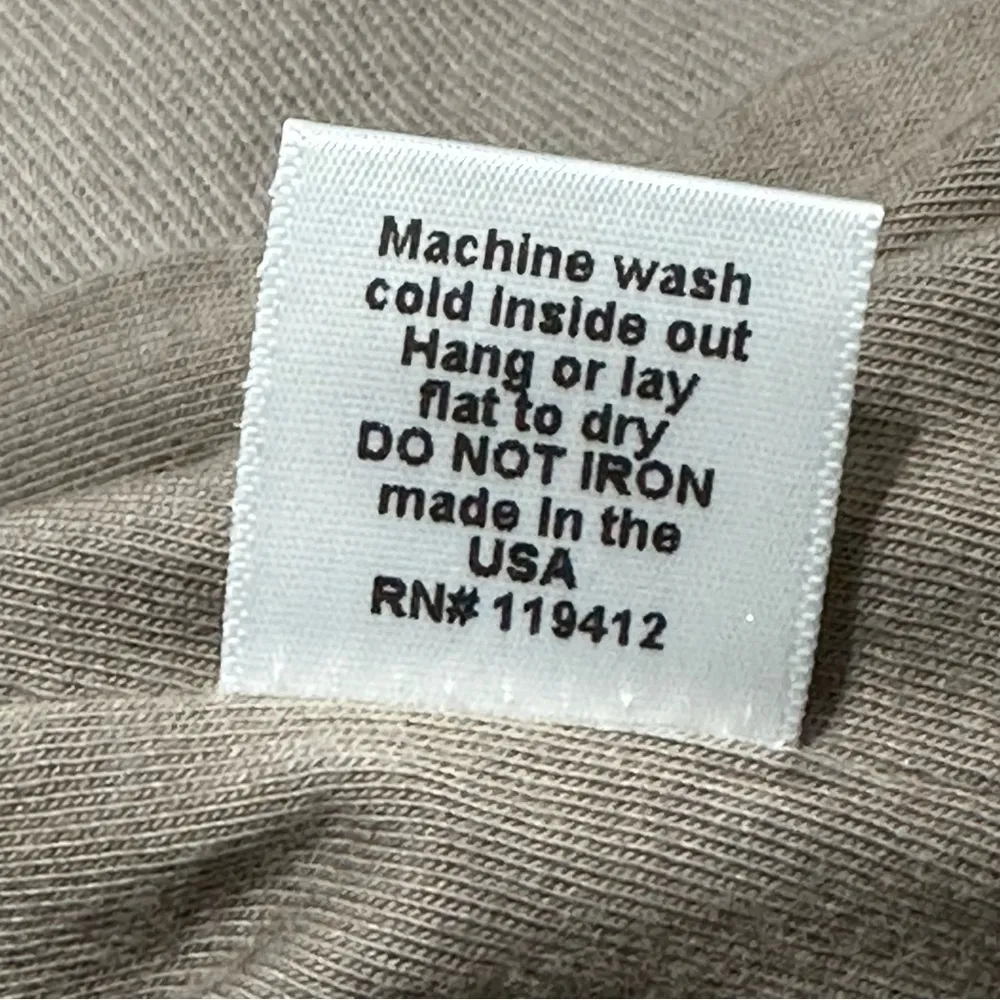 Machine wash
cold inside out
Hang or lay
flat to dry
DO NOT IRON
made in the
USA
RN# 119412